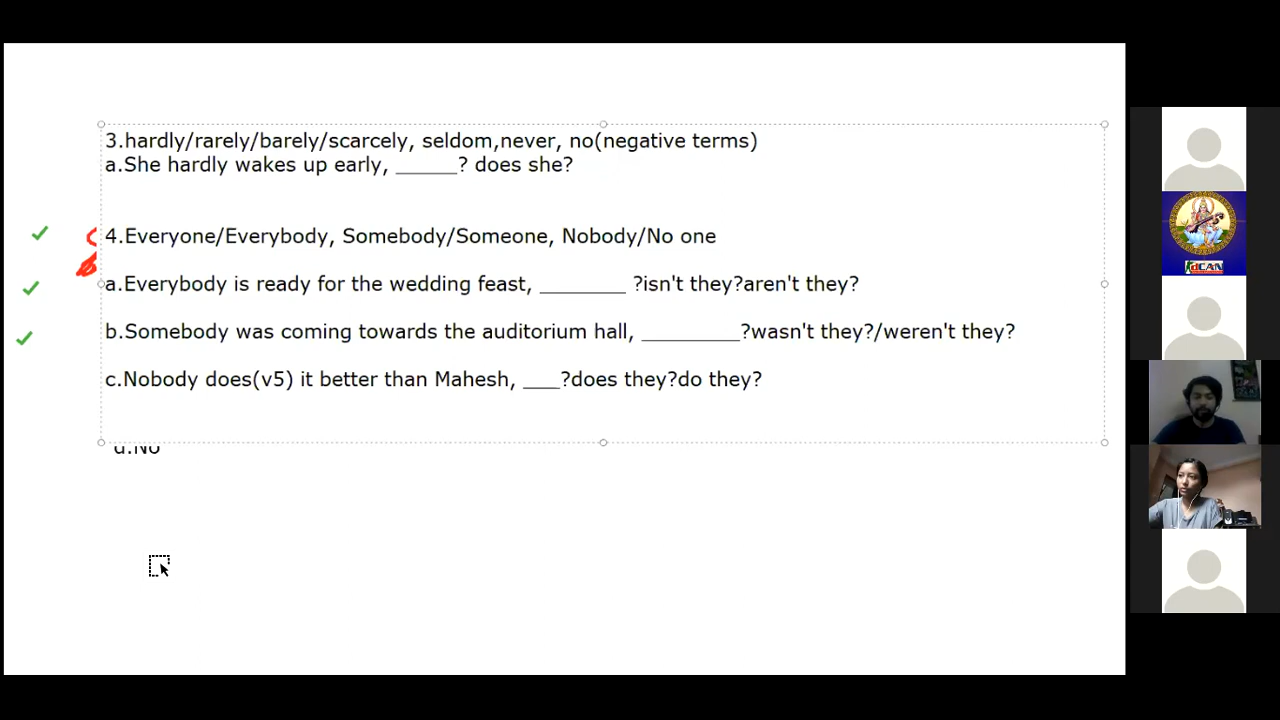 3.hardly/rarely/barely/scarcely, seldom,never, no(negative terms)
a.She hardly wakes up early, ______? does she?
4.Everyone/Everybody, Somebody/Someone, Nobody/No one
a.Everybody is ready for the wedding feast, ________ ?isn't they?aren't they?
b.Somebody was coming towards the auditorium hall, _________?wasn't they?/weren't they?
c.Nobody does(v5) it better than Mahesh, ___?does they?do they?
d.No